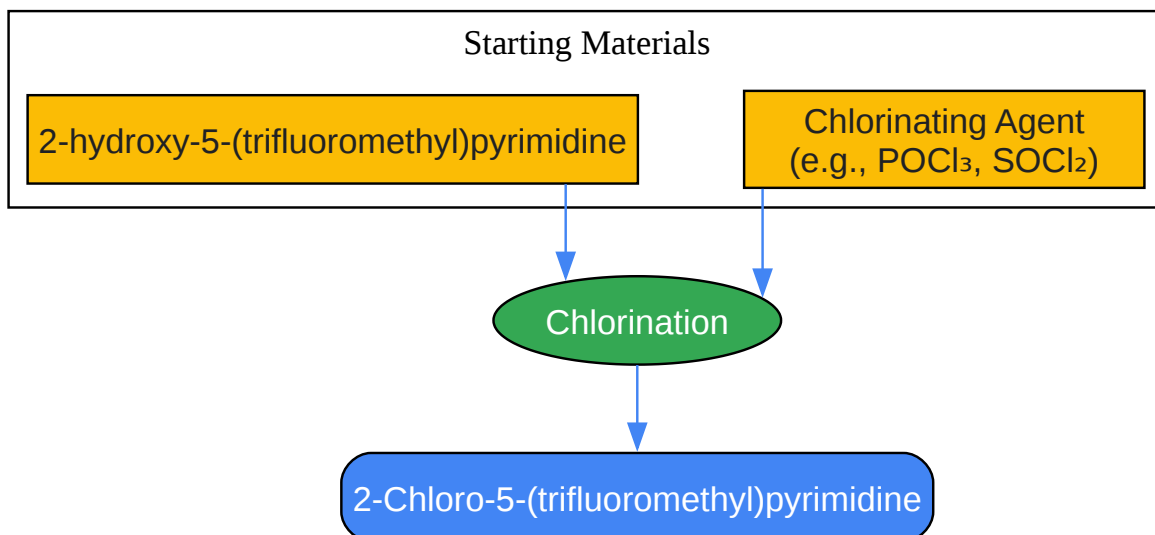 Starting Materials
2-hydroxy-5-(trifluoromethyl)pyrimidine
Chlorinating Agent
(e.g., POCl₃, SOCl₂)
Chlorination
2-Chloro-5-(trifluoromethyl)pyrimidine